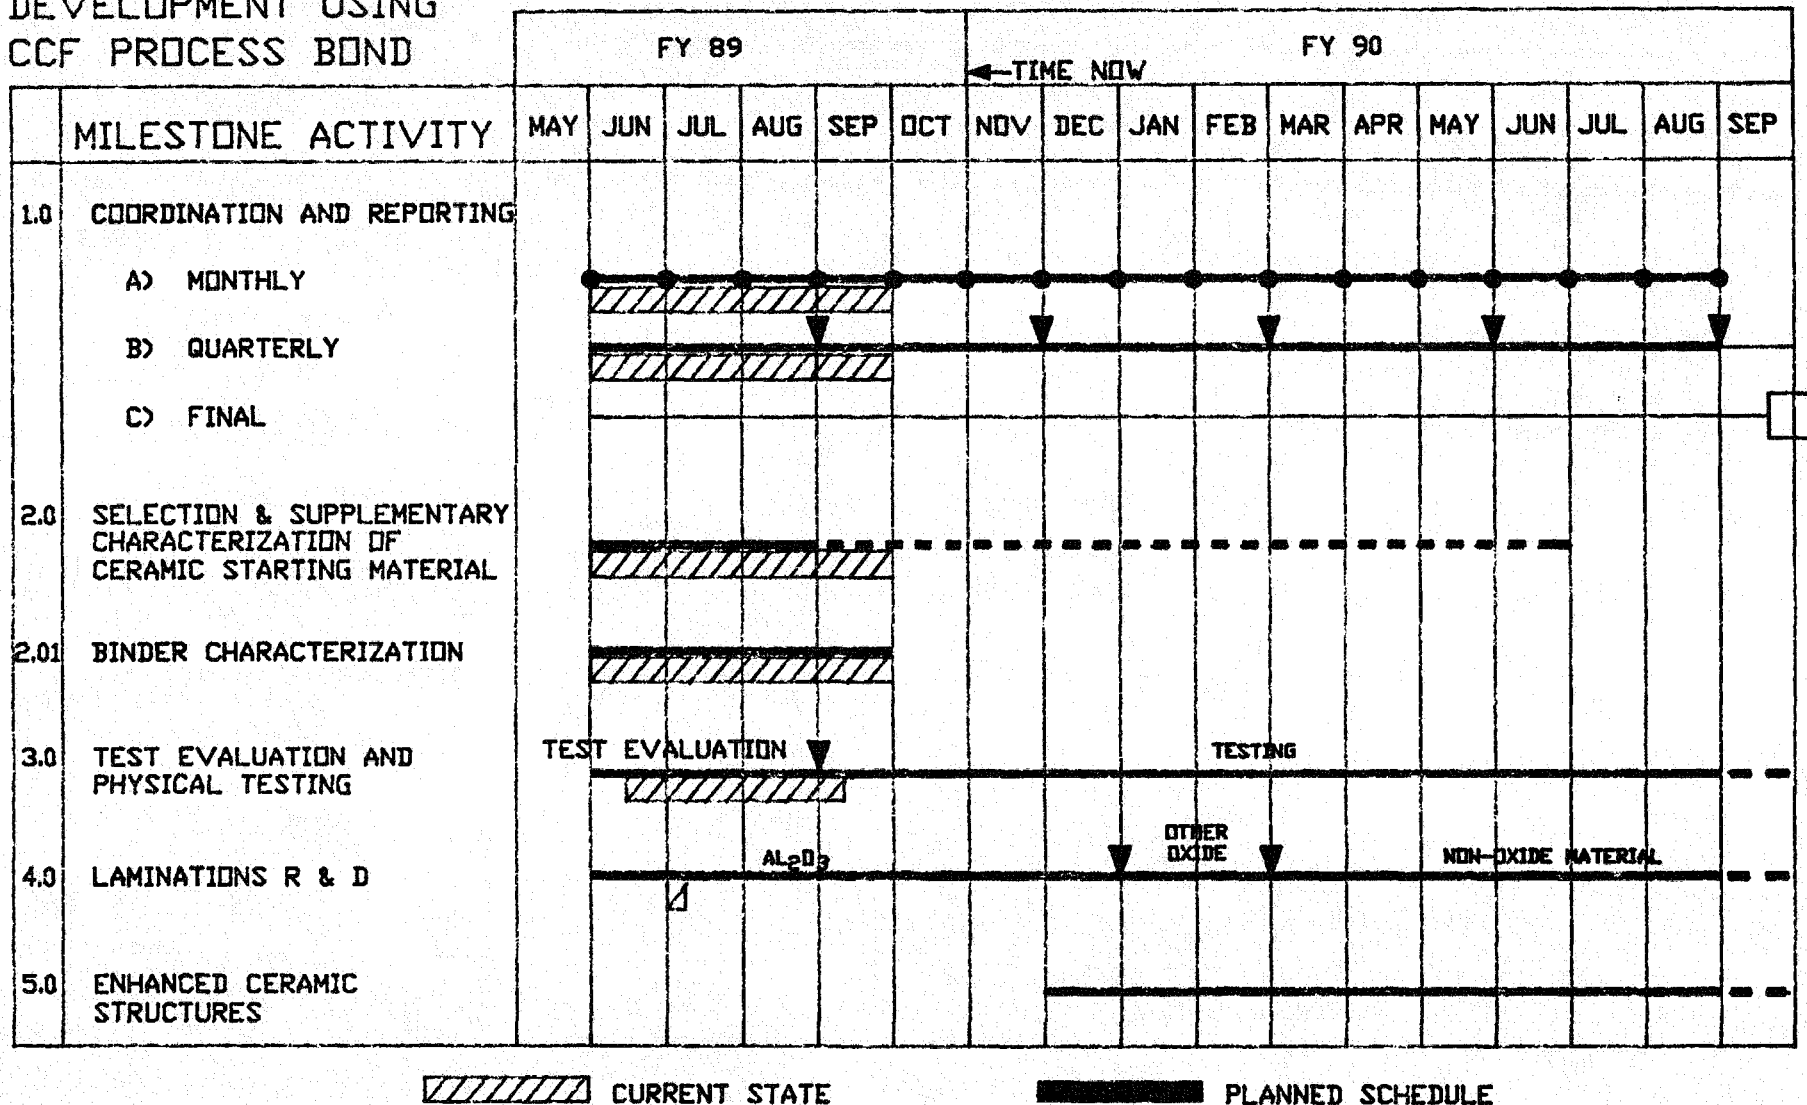 DEVELOPMENT USING
CCF PROCESS BOND
FY 89
FY 90
TIME NOW
MILESTONE ACTIVITY
MAY JUN JUL AUG SEP OCT NOV DEC JAN FEB MAR APR MAY JUN JUL AUG SEP
1.0 COORDINATION AND REPORTING
A) MONTHLY
B) QUARTERLY
C) FINAL
2.0 SELECTION & SUPPLEMENTARY
CHARACTERIZATION OF
CERAMIC STARTING MATERIAL
2.01 BINDER CHARACTERIZATION
3.0 TEST EVALUATION AND
PHYSICAL TESTING
TEST EVALUATION
TESTING
4.0 LAMINATIONS R & D
AL2O3
OTHER
OXIDE
NON-OXIDE MATERIAL
5.0 ENHANCED CERAMIC
STRUCTURES
CURRENT STATE
PLANNED SCHEDULE